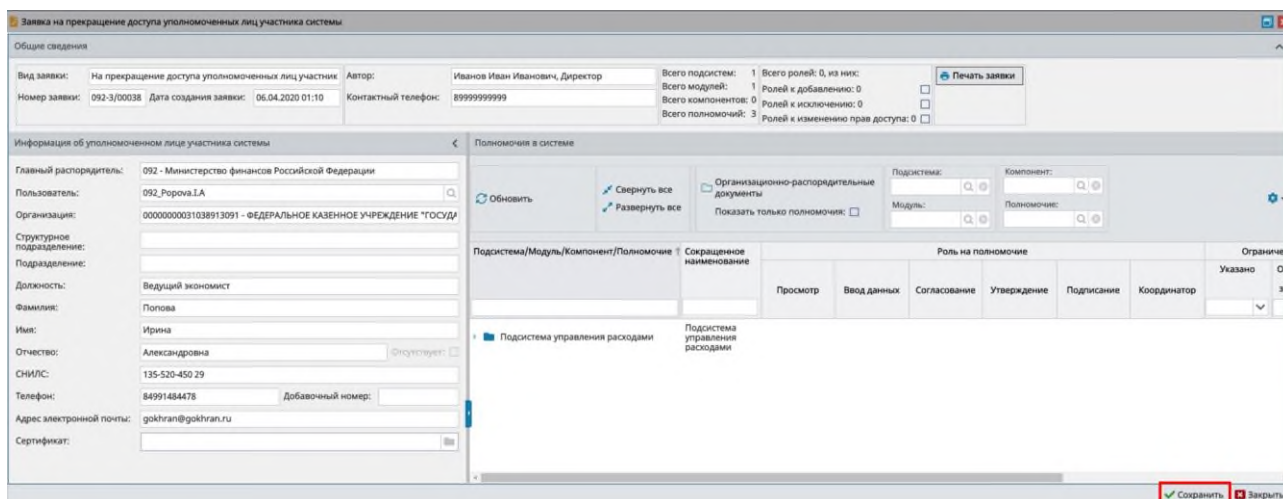 Заявка на прекращение доступа уполномоченных лиц участника системы
Общие сведения
Вид заявки: На прекращение доступа уполномоченных лиц участник Автор: Иванов Иван Иванович, Директор
Номер заявки: 092-3/00038 Дата создания заявки: 06.04.2020 01:10 Контактный телефон: 89999999999
Всего подсистем: 1
Всего модулей: 1
Всего компонентов: 0
Всего полномочий: 3
Всего ролей: 0, из них:
Ролей к добавлению: 0
Ролей к исключению: 0
Ролей к изменению прав доступа: 0
Печать заявки
Информация об уполномоченном лице участника системы
Главный распорядитель: 092 - Министерство финансов Российской Федерации
Пользователь: 092_Popova.I.A
Организация: 00000000031038913091 - ФЕДЕРАЛЬНОЕ КАЗЕННОЕ УЧРЕЖДЕНИЕ "ГОСУДА
Структурное
подразделение:
Подразделение:
Должность: Ведущий экономист
Фамилия: Попова
Имя: Ирина
Отчество: Александровна Отсутствует:
СНИЛС: 135-520-450 29
Телефон: 84991484478 Добавочный номер:
Адрес электронной почты: gokhran@gokhran.ru
Сертификат:
Полномочия в системе
Обновить
Свернуть все
Развернуть все
Организационно-распорядительные
документы
Показать только полномочия:
Подсистема: Компонент:
Модуль: Полномочие:
Подсистема/Модуль/Компонент/Полномочие Сокращенное
наименование
Роль на полномочие
Просмотр Ввод данных Согласование Утверждение Подписание Координатор
Ограниче
Указано
Подсистема управления расходами
Подсистема
управления
расходами
Сохранить Закрыть